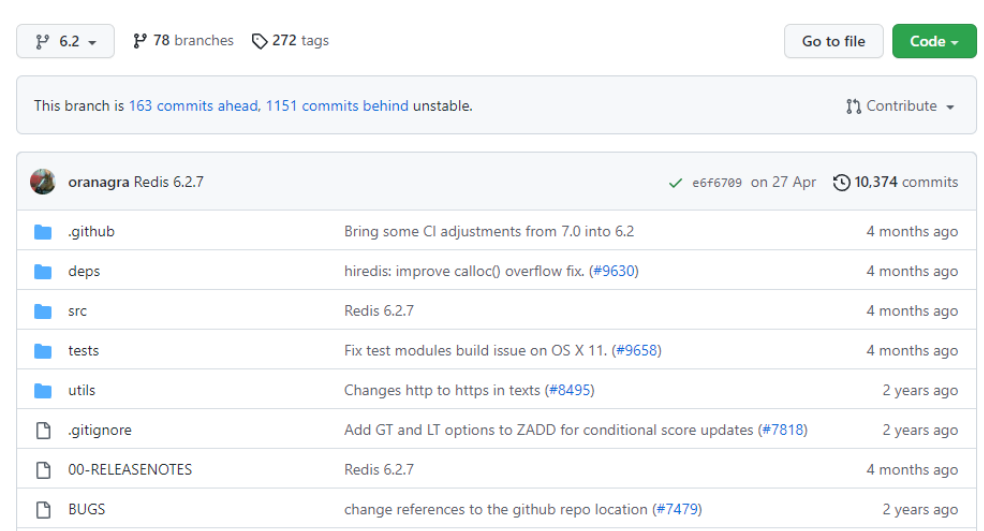 6.2 78 branches 272 tags Go to file Code
This branch is 163 commits ahead, 1151 commits behind unstable. Contribute
oranagra Redis 6.2.7 e6f6709 on 27 Apr 10,374 commits
.github Bring some CI adjustments from 7.0 into 6.2 4 months ago
deps hiredis: improve calloc() overflow fix. (#9630) 4 months ago
src Redis 6.2.7 4 months ago
tests Fix test modules build issue on OS X 11. (#9658) 4 months ago
utils Changes http to https in texts (#8495) 2 years ago
.gitignore Add GT and LT options to ZADD for conditional score updates (#7818) 2 years ago
00-RELEASENOTES Redis 6.2.7 4 months ago
BUGS change references to the github repo location (#7479) 2 years ago